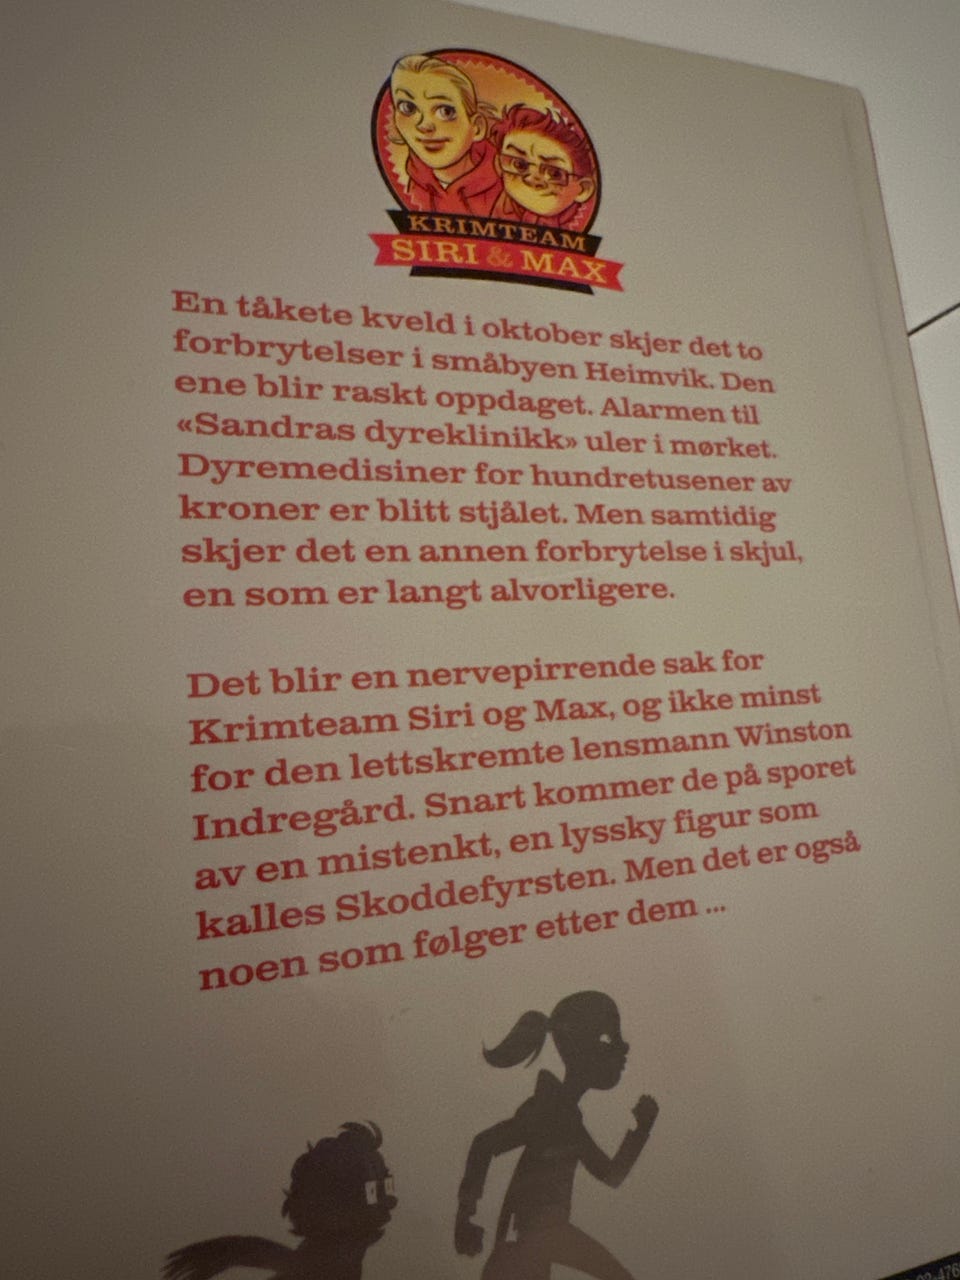 KRIMTEAM
SIRI & MAX
En tåkete kveld i oktober skjer det to
forbrytelser i småbyen Heimvik. Den
ene blir raskt oppdaget. Alarmen til
«Sandras dyreklinikk» uler i mørket.
Dyremedisiner for hundretusener av
kroner er blitt stjålet. Men samtidig
skjer det en annen forbrytelse i skjul,
en som er langt alvorligere.
Det blir en nervepirrende sak for
Krimteam Siri og Max, og ikke minst
for den lettskremte lensmann Winston
Indregård. Snart kommer de på sporet
av en mistenkt, en lyssky figur som
kalles Skoddefyrsten. Men det er også
noen som følger etter dem ...